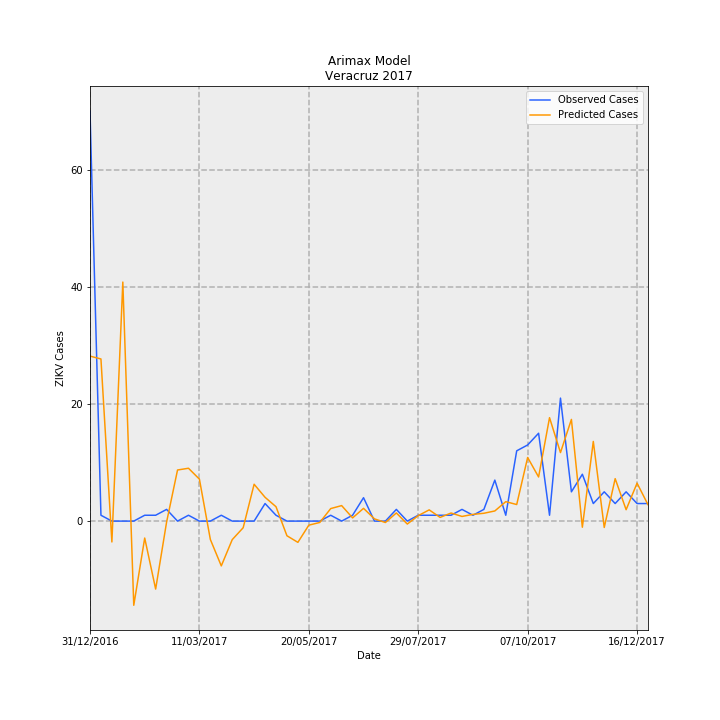 Arimax Model
Veracruz 2017
Observed Cases
Predicted Cases
60
40
20
0
ZIKV Cases
31/12/2016 11/03/2017 20/05/2017 29/07/2017 07/10/2017 16/12/2017
Date